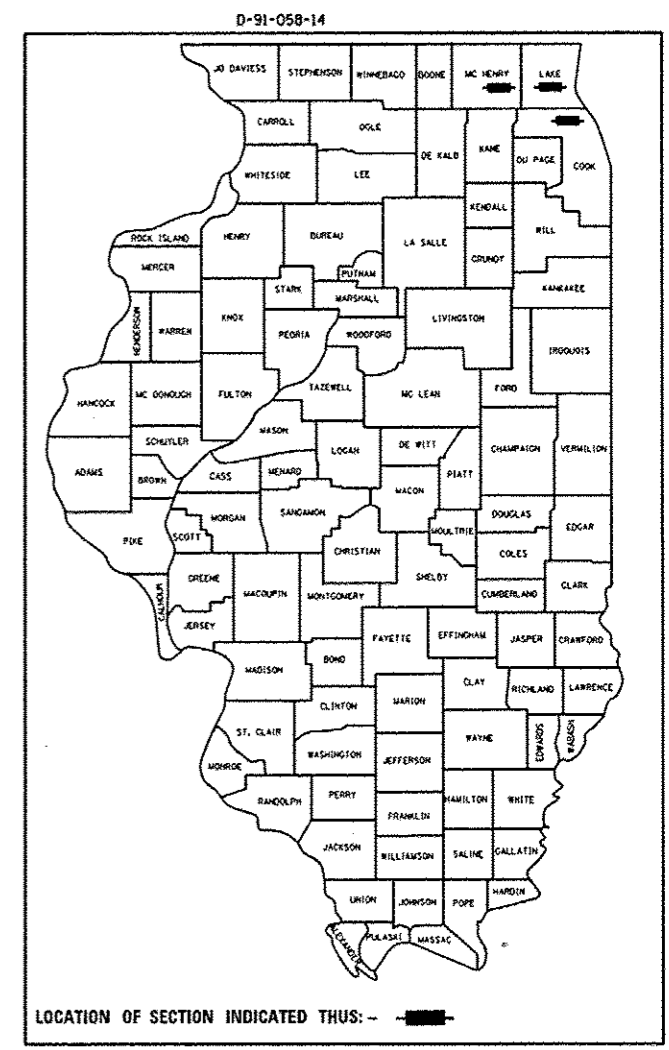 D-91-058-14
JO DAVIESS
STEPHENSON
WINNEBAGO
BOONE
MC HENRY
LAKE
CARROLL
OGLE
DE KALB
KANE
DU PAGE
COOK
WHITESIDE
LEE
KENDALL
WILL
ROCK ISLAND
HENRY
BUREAU
LA SALLE
GRUNDY
MERCER
PUTNAM
KANKAKEE
STARK
MARSHALL
HENDERSON
WARREN
KNOX
PEORIA
WOODFORD
LIVINGSTON
IROQUOIS
HANCOCK
MC DONOUGH
FULTON
TAZEWELL
MC LEAN
FORD
SCHUYLER
MASON
LOGAN
DE WITT
CHAMPAIGN
VERMILION
ADAMS
BROWN
CASS
MENARD
PIATT
MACON
PIKE
SCOTT
MORGAN
SANGAMON
MOULTRIE
DOUGLAS
EDGAR
CHRISTIAN
COLES
GREENE
MACOUPIN
MONTGOMERY
SHELBY
CUMBERLAND
CLARK
CALHOUN
JERSEY
FAYETTE
EFFINGHAM
JASPER
CRAWFORD
MADISON
BOND
CLAY
RICHLAND
LAWRENCE
CLINTON
MARION
ST. CLAIR
WAYNE
EDWARDS
WABASH
MONROE
WASHINGTON
JEFFERSON
RANDOLPH
PERRY
HAMILTON
WHITE
FRANKLIN
JACKSON
WILLIAMSON
SALINE
GALLATIN
UNION
JOHNSON
POPE
HARDIN
ALEXANDER
PULASKI
MASSAC
LOCATION OF SECTION INDICATED THUS: -